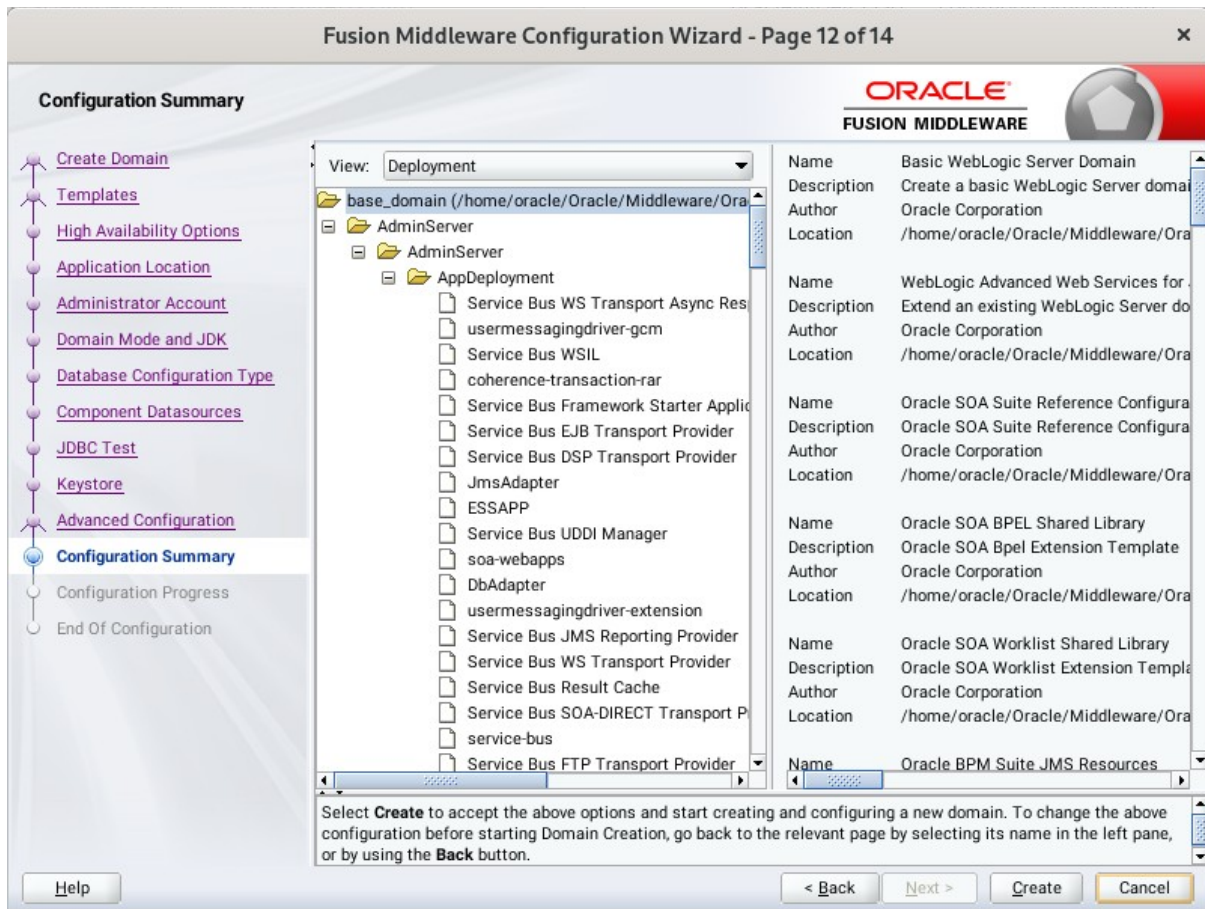 Fusion Middleware Configuration Wizard - Page 12 of 14
Configuration Summary
ORACLE
FUSION MIDDLEWARE
Create Domain
Templates
High Availability Options
Application Location
Administrator Account
Domain Mode and JDK
Database Configuration Type
Component Datasources
JDBC Test
Keystore
Advanced Configuration
Configuration Summary
Configuration Progress
End Of Configuration
View: Deployment
base_domain (/home/oracle/Oracle/Middleware/Ora
AdminServer
AdminServer
AppDeployment
Service Bus WS Transport Async Res
usermessagingdriver-gcm
Service Bus WSIL
coherence-transaction-rar
Service Bus Framework Starter Applic
Service Bus EJB Transport Provider
Service Bus DSP Transport Provider
JmsAdapter
ESSAPP
Service Bus UDDI Manager
soa-webapps
DbAdapter
usermessagingdriver-extension
Service Bus JMS Reporting Provider
Service Bus WS Transport Provider
Service Bus Result Cache
Service Bus SOA-DIRECT Transport P
service-bus
Service Bus FTP Transport Provider
Name Basic WebLogic Server Domain
Description Create a basic WebLogic Server domai
Author Oracle Corporation
Location /home/oracle/Oracle/Middleware/Ora
Name WebLogic Advanced Web Services for
Description Extend an existing WebLogic Server do
Author Oracle Corporation
Location /home/oracle/Oracle/Middleware/Ora
Name Oracle SOA Suite Reference Configura
Description Oracle SOA Suite Reference Configura
Author Oracle Corporation
Location /home/oracle/Oracle/Middleware/Ora
Name Oracle SOA BPEL Shared Library
Description Oracle SOA Bpel Extension Template
Author Oracle Corporation
Location /home/oracle/Oracle/Middleware/Ora
Name Oracle SOA Worklist Shared Library
Description Oracle SOA Worklist Extension Templa
Author Oracle Corporation
Location /home/oracle/Oracle/Middleware/Ora
Name Oracle BPM Suite JMS Resources
Select Create to accept the above options and start creating and configuring a new domain. To change the above
configuration before starting Domain Creation, go back to the relevant page by selecting its name in the left pane,
or by using the Back button.
Help
< Back
Next >
Create
Cancel